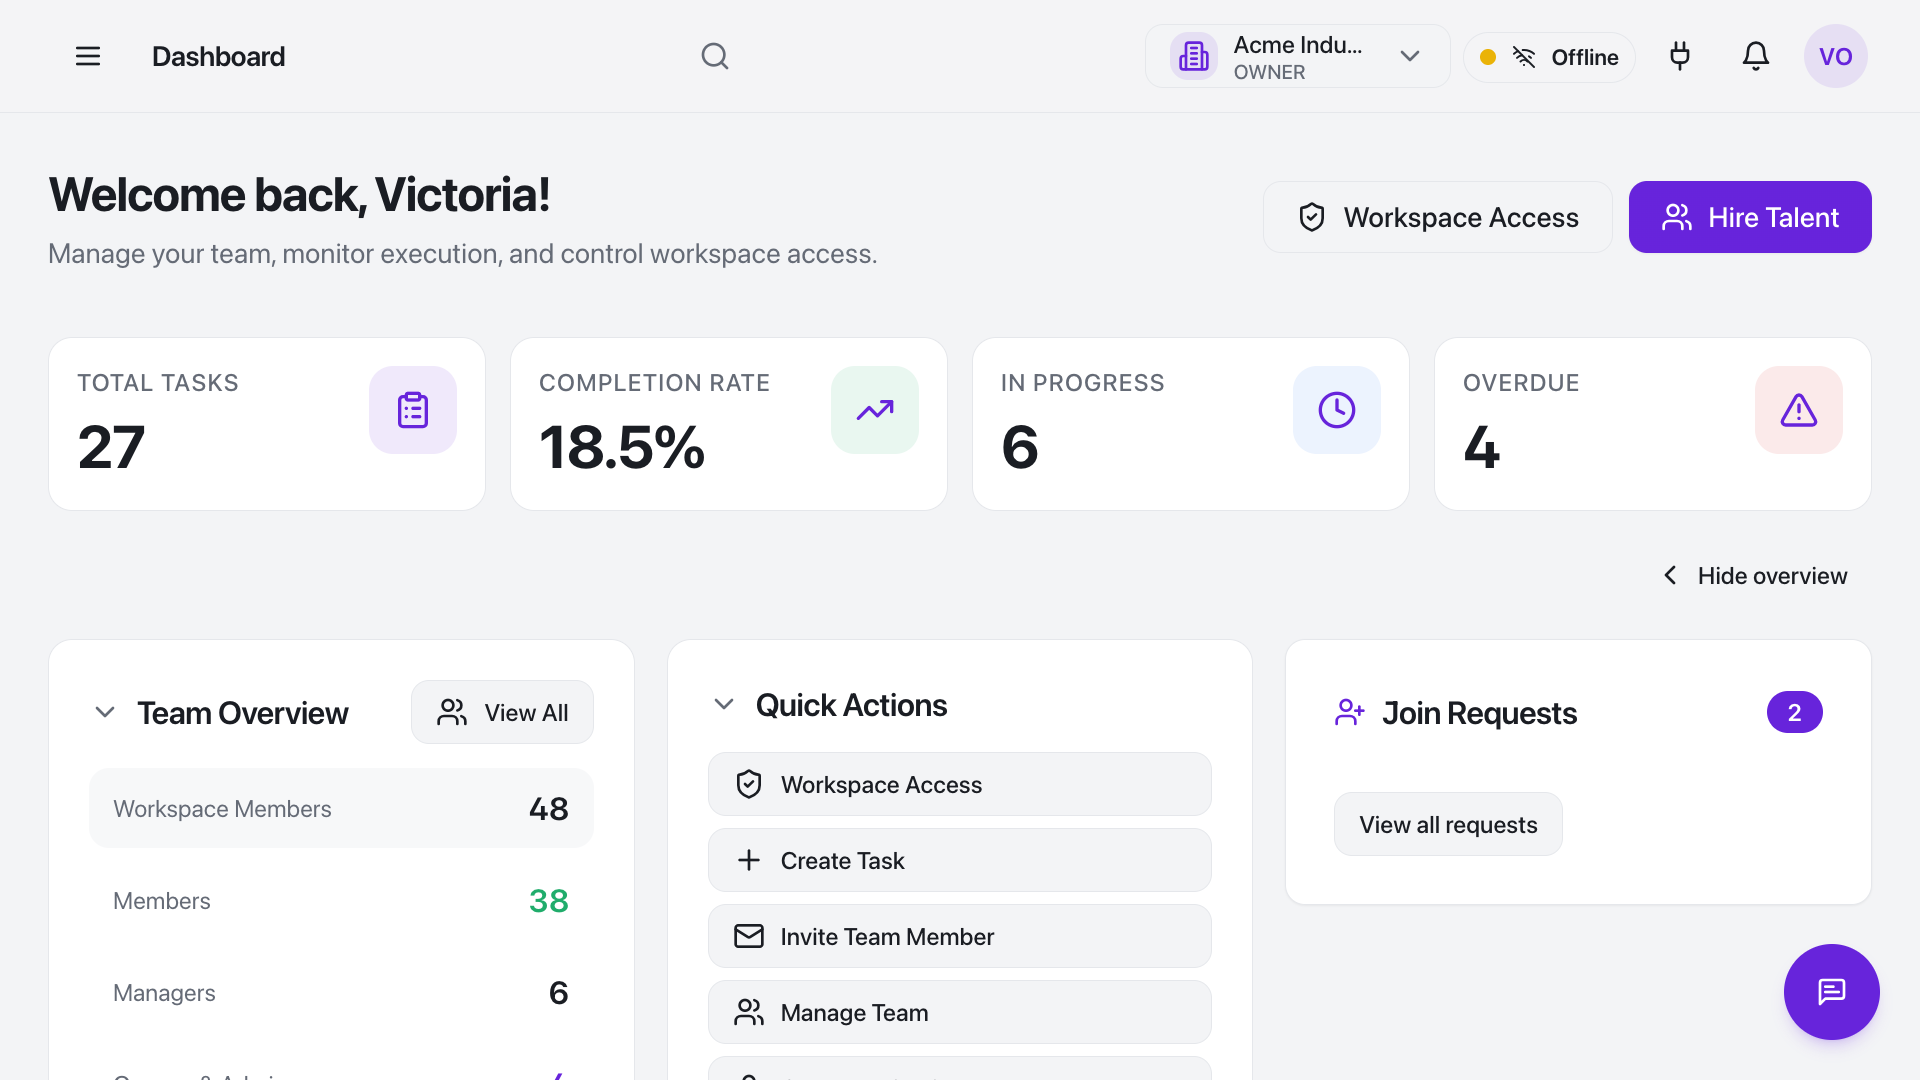 Dashboard
Acme Indu...
OWNER
Offline
VO
Welcome back, Victoria!
Manage your team, monitor execution, and control workspace access.
Workspace Access
Hire Talent
TOTAL TASKS
27
COMPLETION RATE
18.5%
IN PROGRESS
6
OVERDUE
4
Hide overview
Team Overview
View All
Workspace Members
48
Members
38
Managers
6
Quick Actions
Workspace Access
Create Task
Invite Team Member
Manage Team
Join Requests
2
View all requests